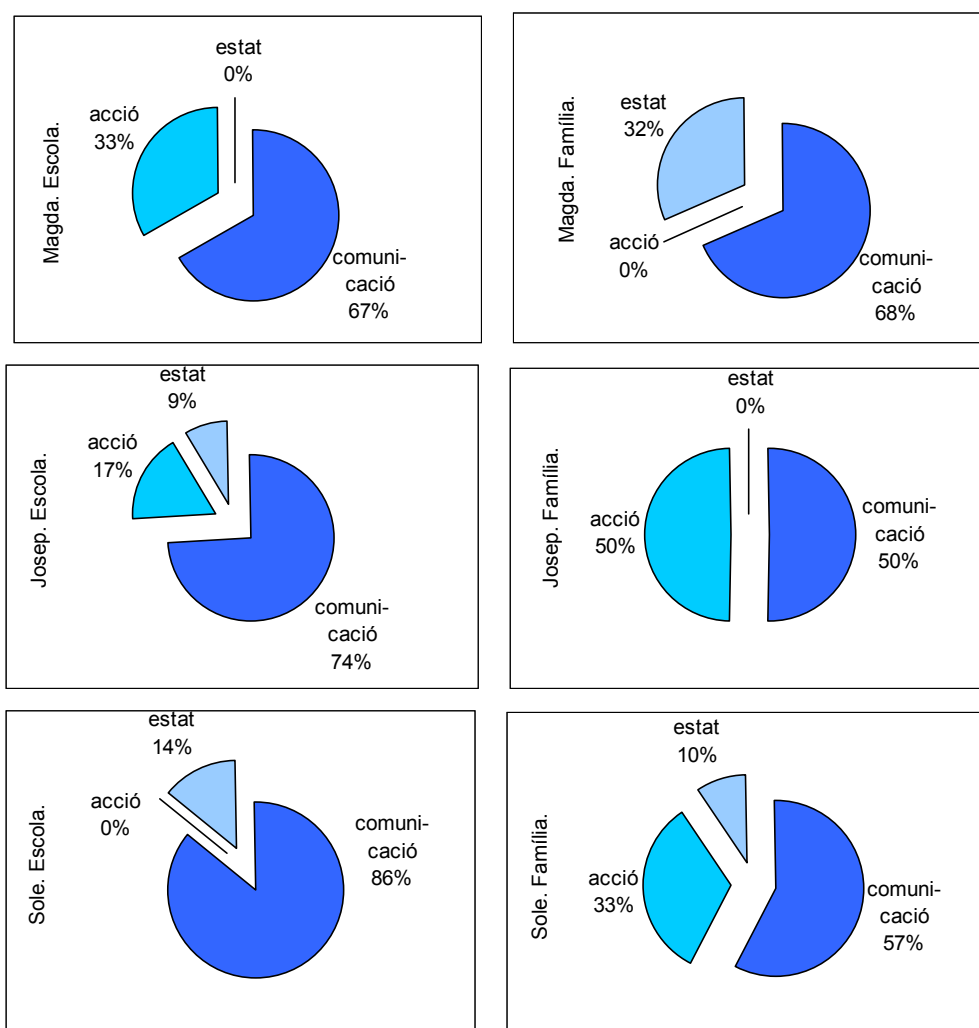 Magda. Escola.
estat
0%
acció
33%
comuni-
cació
67%
Magda. Família.
estat
32%
acció
0%
comuni-
cació
68%
Josep. Escola.
estat
9%
acció
17%
comuni-
cació
74%
Josep. Família.
estat
0%
acció
50%
comuni-
cació
50%
Sole. Escola.
estat
14%
acció
0%
comuni-
cació
86%
Sole. Família.
estat
10%
acció
33%
comuni-
cació
57%